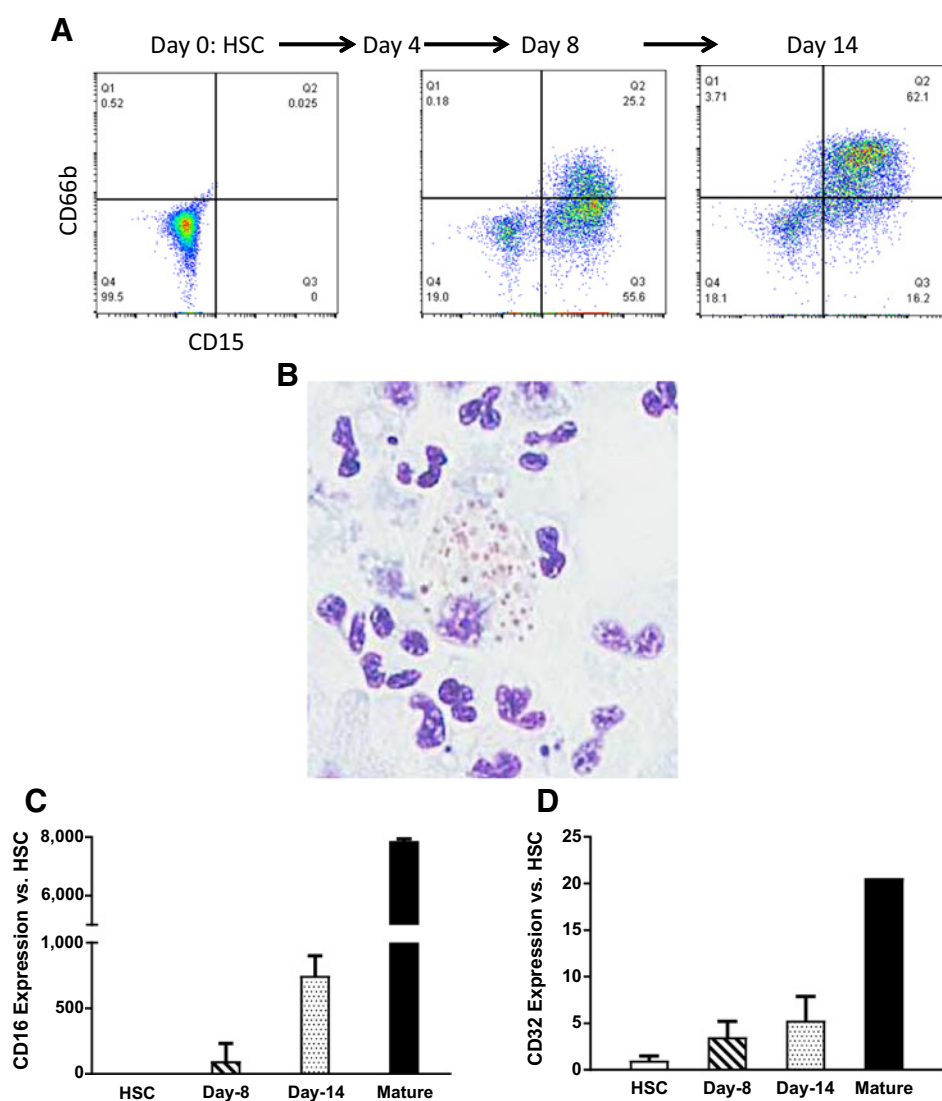 A
Day 0: HSC
Day 4
Day 8
Day 14
Q1
0.52
Q2
0.025
Q4
99.5
Q3
0
Q1
0.18
Q2
25.2
Q4
19.0
Q3
55.6
Q1
3.71
Q2
62.1
Q4
18.1
Q3
16.2
CD66b
CD15
B
C
CD16 Expression vs. HSC
8,000
6,000
1,000
500
0
HSC
Day-8
Day-14
Mature
D
CD32 Expression vs. HSC
25
20
15
10
5
0
HSC
Day-8
Day-14
Mature